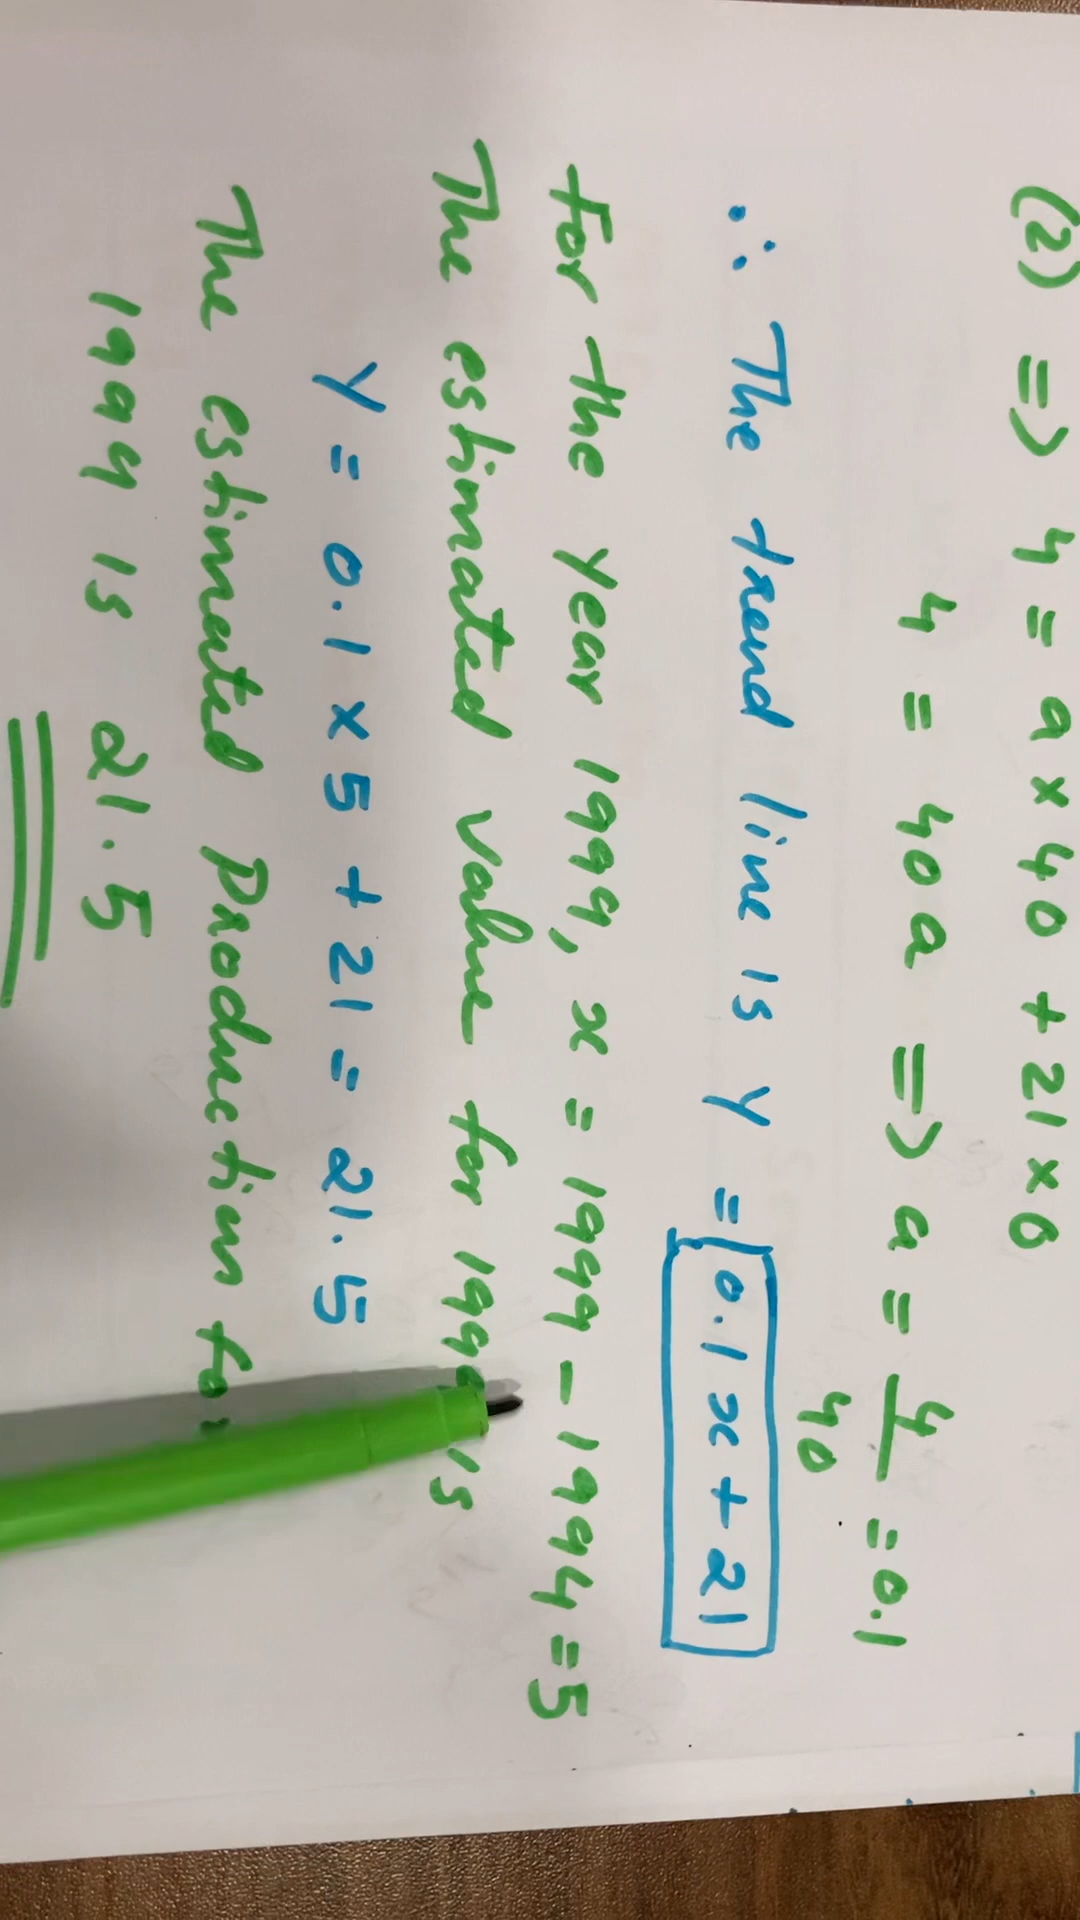 (2) => 4 = a × 40 + 21 × 0
4 = 40a => a = 4/40 = 0.1
∴ The trend line is y = 0.1x + 21
For the year 1999, x = 1999 - 1994 = 5
The estimated value for 1999 is
y = 0.1 × 5 + 21 = 21.5
The estimated Production for
1999 is 21.5